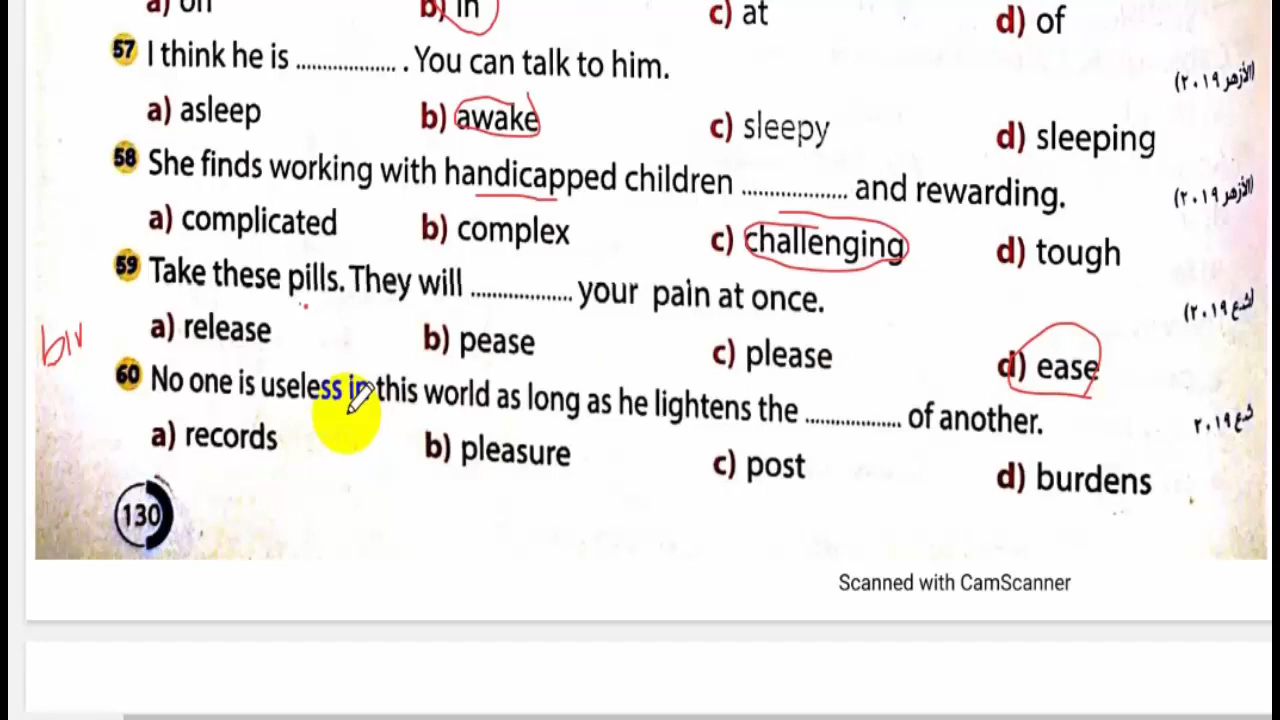 a) on b) in c) at d) of
57 I think he is .................. . You can talk to him.
(الأزهر ٢٠١٩)
a) asleep b) awake c) sleepy d) sleeping
58 She finds working with handicapped children .................. and rewarding.
(الأزهر ٢٠١٩)
a) complicated b) complex c) challenging d) tough
59 Take these pills. They will .................. your pain at once.
a) release b) pease c) please d) ease
60 No one is useless in this world as long as he lightens the .................. of another.
a) records b) pleasure c) post d) burdens
130
Scanned with CamScanner